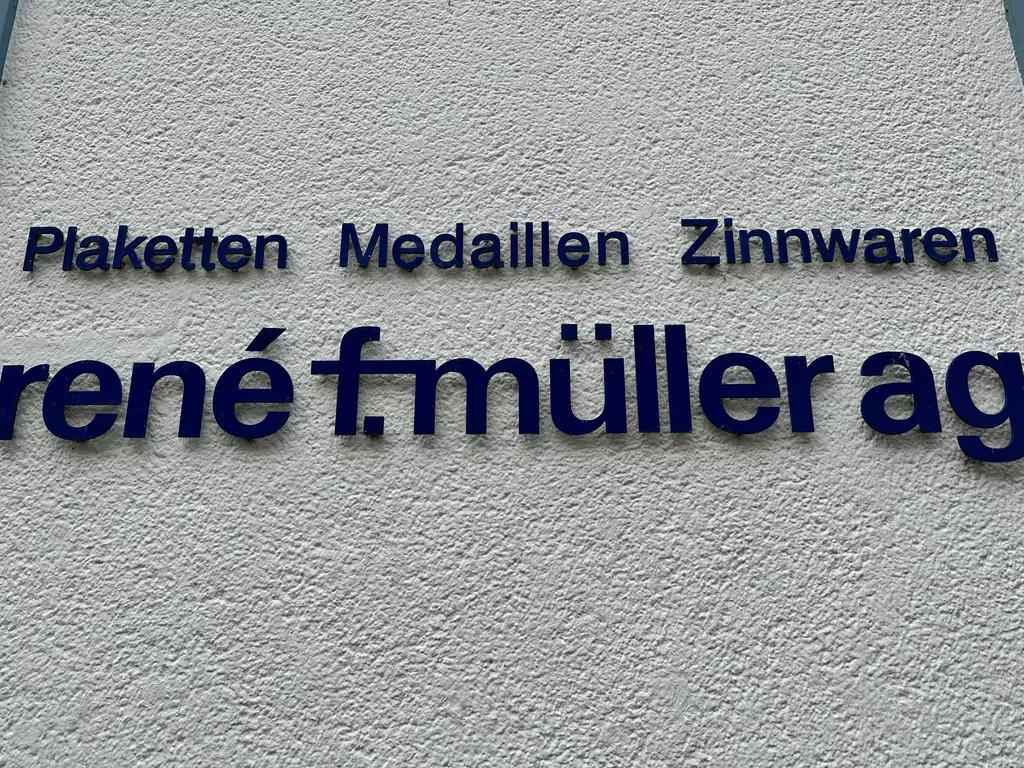 Plaketten Medaillen Zinnwaren
rené f.müller ag